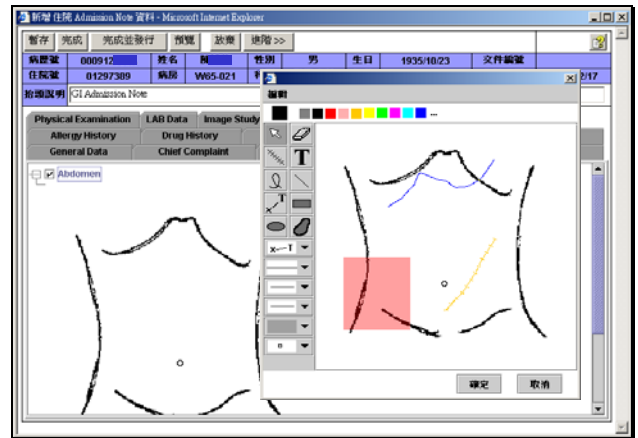 新增 住院 Admission Note 資料 - Microsoft Internet Explorer
暫存 完成 完成並發行 預覽 放棄 進階 >>
病歷號 000912 姓名 性別 男 生日 1935/10/23 文件編號
住院號 01297389 病房 W65-021 2/17
抬頭說明 GI Admission Note
Physical Examination LAB Data Image Study
Allergy History Drug History
General Data Chief Complaint
Abdomen
編輯
...
T
T
x—T
確定 取消